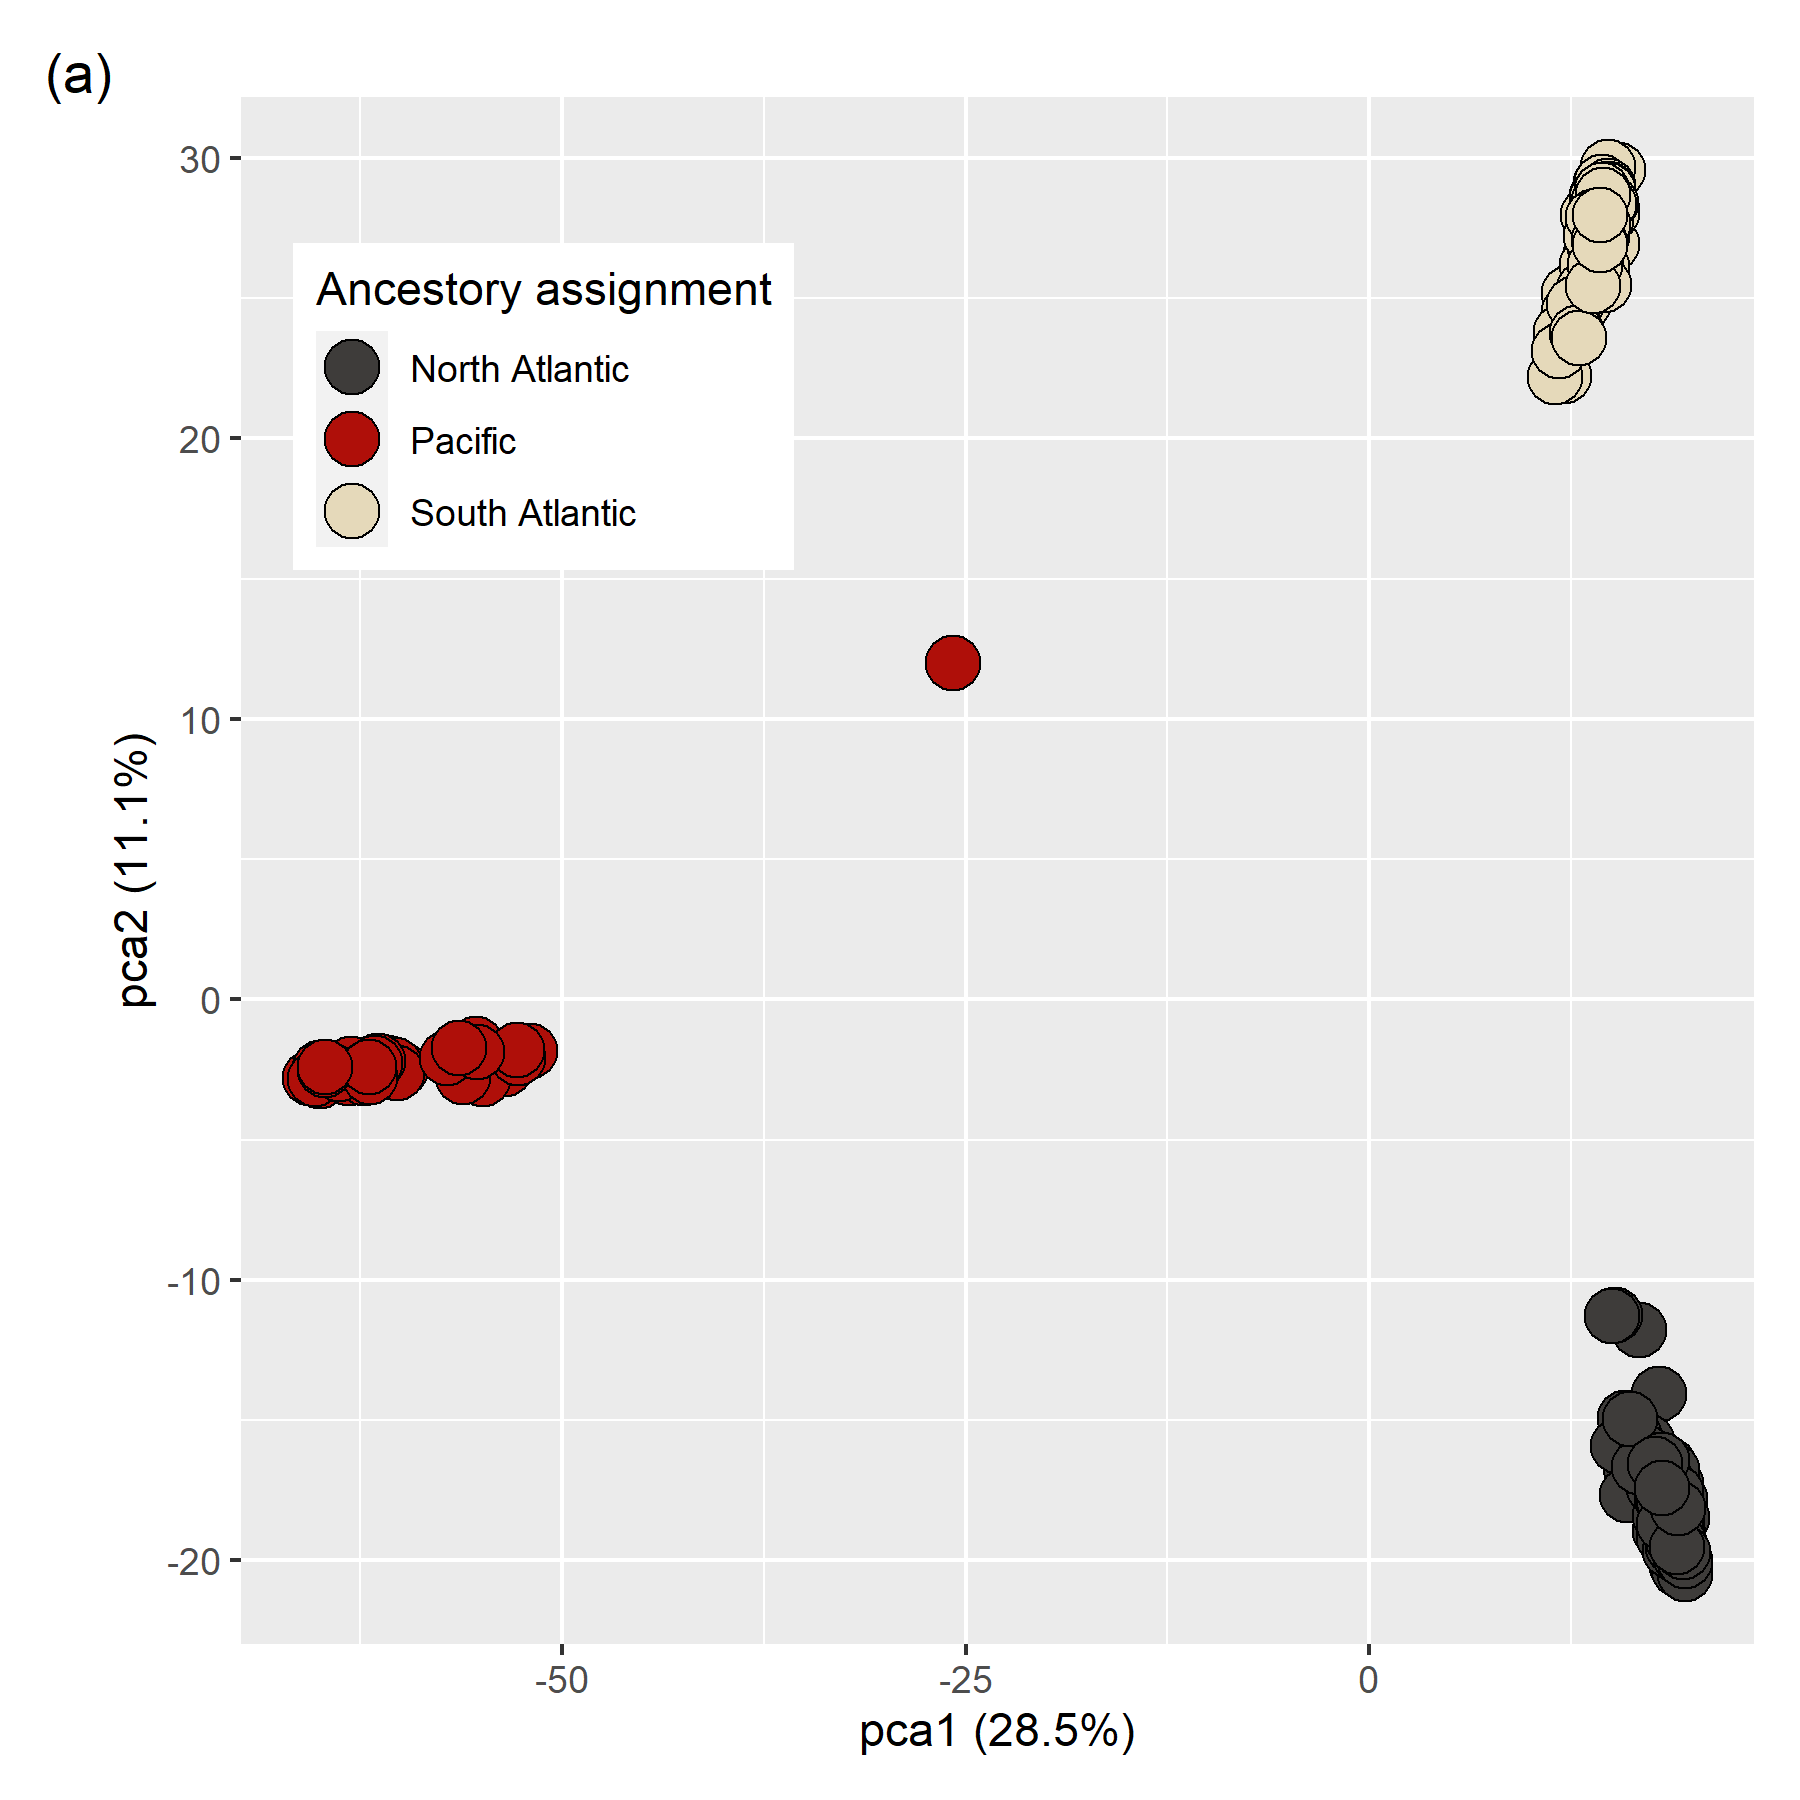 (a)
30
20
10
0
-10
-20
pca2 (11.1%)
Ancestory assignment
North Atlantic
Pacific
South Atlantic
-50
-25
0
pca1 (28.5%)